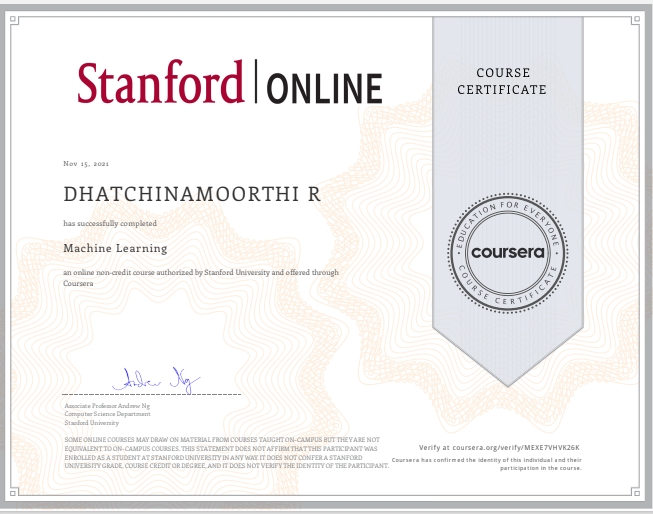 Stanford | ONLINE
COURSE
CERTIFICATE
Nov 15, 2021
DHATCHINAMOORTHI R
has successfully completed
Machine Learning
an online non-credit course authorized by Stanford University and offered through
Coursera
EDUCATION FOR EVERYONE
coursera
COURSE CERTIFICATE
Andrew Ng
Associate Professor Andrew Ng
Computer Science Department
Stanford University
SOME ONLINE COURSES MAY DRAW ON MATERIAL FROM COURSES TAUGHT ON-CAMPUS BUT THEY ARE NOT
EQUIVALENT TO ON-CAMPUS COURSES. THIS STATEMENT DOES NOT AFFIRM THAT THIS PARTICIPANT WAS
ENROLLED AS A STUDENT AT STANFORD UNIVERSITY IN ANY WAY. IT DOES NOT CONFER A STANFORD
UNIVERSITY GRADE, COURSE CREDIT OR DEGREE, AND IT DOES NOT VERIFY THE IDENTITY OF THE PARTICIPANT.
Verify at coursera.org/verify/MEXE7VHVK26K
Coursera has confirmed the identity of this individual and their
participation in the course.